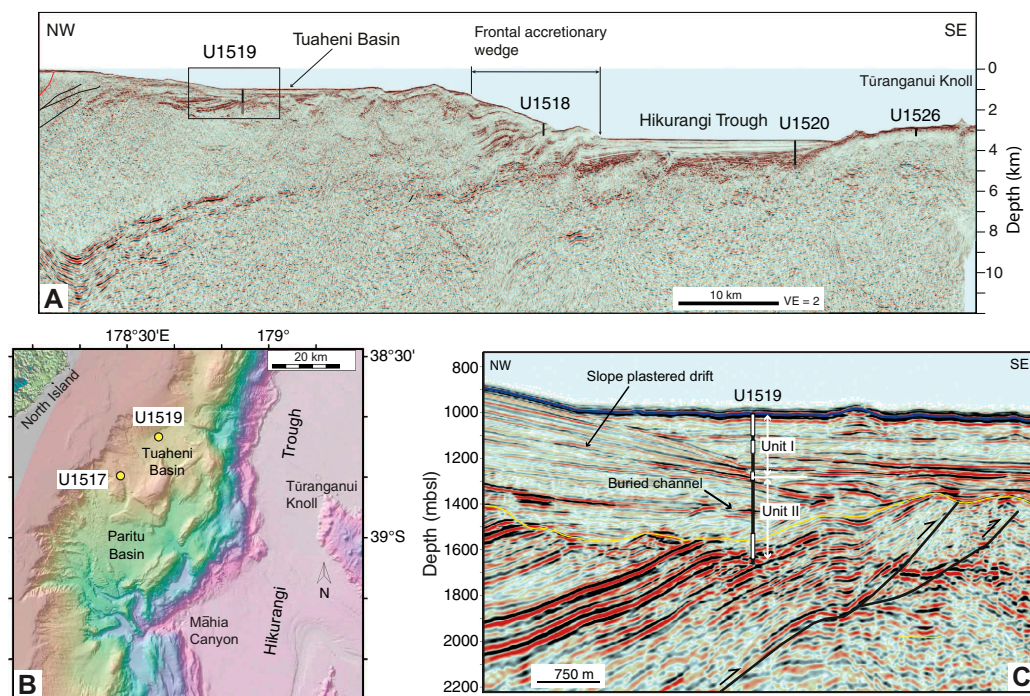 NW
SE
U1519
Tuaheni Basin
Frontal accretionary
wedge
Tūranganui Knoll
U1518
Hikurangi Trough
U1520
U1526
0
2
4
6
8
10
Depth (km)
A
10 km
VE = 2
178°30'E
179°
38°30'
39°S
20 km
North Island
U1519
Tuaheni
Basin
U1517
Paritu
Basin
Trough
Tūranganui
Knoll
N
Māhia
Canyon
Hikurangi
B
NW
SE
800
1000
1200
1400
1600
1800
2000
2200
Depth (mbsl)
U1519
Slope plastered drift
Unit I
Buried channel
Unit II
750 m
C